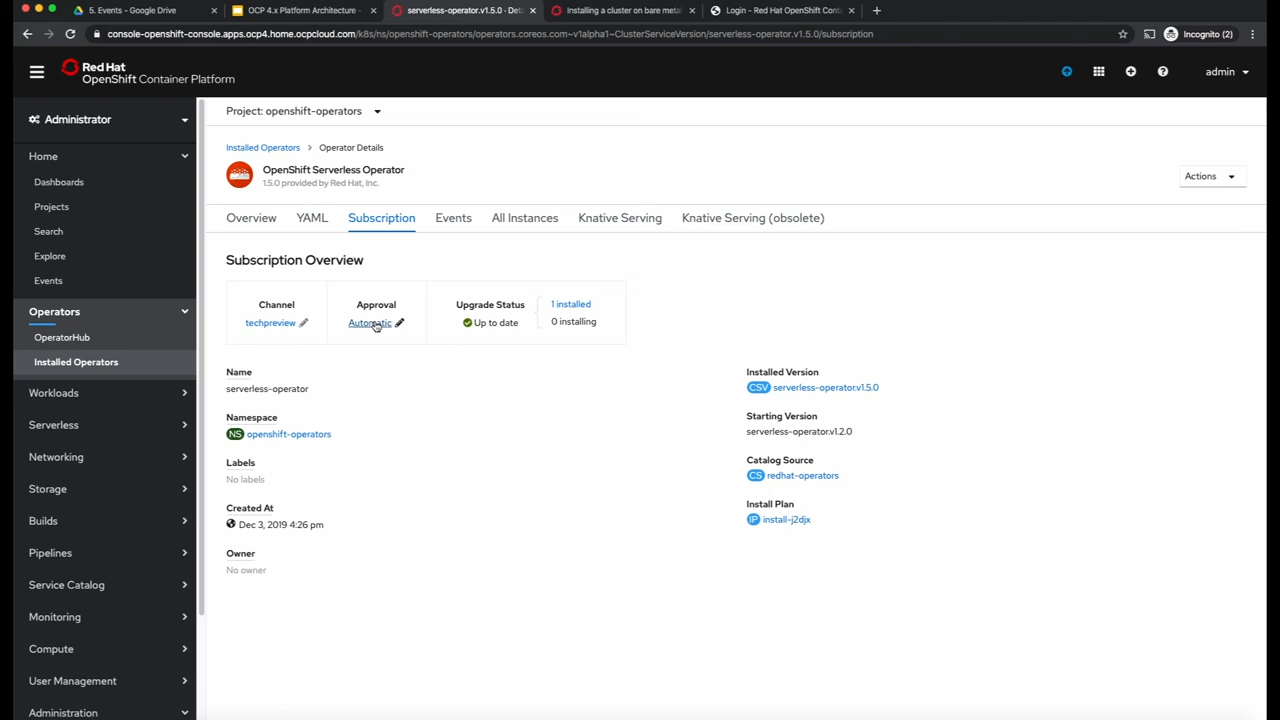 5. Events - Google Drive
OCP 4.x Platform Architecture -
serverless-operator.v1.5.0 · Deta
Installing a cluster on bare metal
Login - Red Hat OpenShift Cont
console-openshift-console.apps.ocp4.home.ocpcloud.com/k8s/ns/openshift-operators/operators.coreos.com~v1alpha1~ClusterServiceVersion/serverless-operator.v1.5.0/subscription
Incognito (2)
Red Hat
OpenShift Container Platform
admin
Administrator
Home
Dashboards
Projects
Search
Explore
Events
Operators
OperatorHub
Installed Operators
Workloads
Serverless
Networking
Storage
Builds
Pipelines
Service Catalog
Monitoring
Compute
User Management
Administration
Project: openshift-operators
Installed Operators > Operator Details
OpenShift Serverless Operator
1.5.0 provided by Red Hat, Inc.
Actions
Overview YAML Subscription Events All Instances Knative Serving Knative Serving (obsolete)
Subscription Overview
Channel
techpreview
Approval
Automatic
Upgrade Status
Up to date
1 installed
0 installing
Name
serverless-operator
Namespace
NS openshift-operators
Labels
No labels
Created At
Dec 3, 2019 4:26 pm
Owner
No owner
Installed Version
CSV serverless-operator.v1.5.0
Starting Version
serverless-operator.v1.2.0
Catalog Source
CS redhat-operators
Install Plan
IP install-j2djx